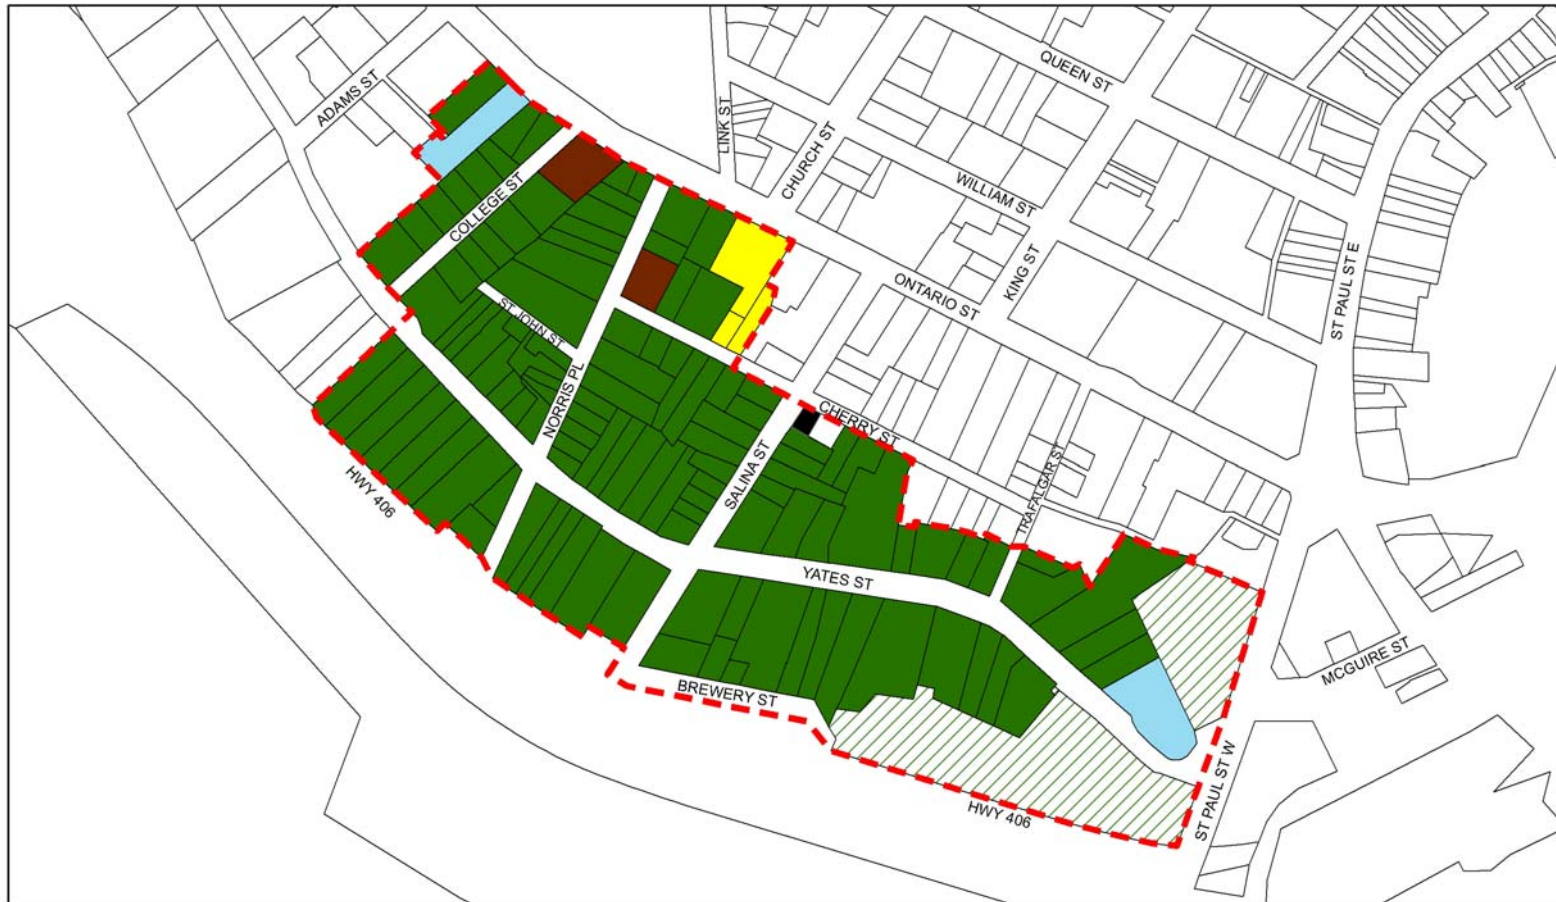 QUEEN ST
ADAMS ST
LINK ST
CHURCH ST
WILLIAM ST
COLLEGE ST
KING ST
ST PAUL ST E
ONTARIO ST
ST JOHN ST
NORRIS PL
CHERRY ST
SALINA ST
TRAFALGAR ST
HWY 406
YATES ST
MCGUIRE ST
BREWERY ST
ST PAUL ST W
HWY 406